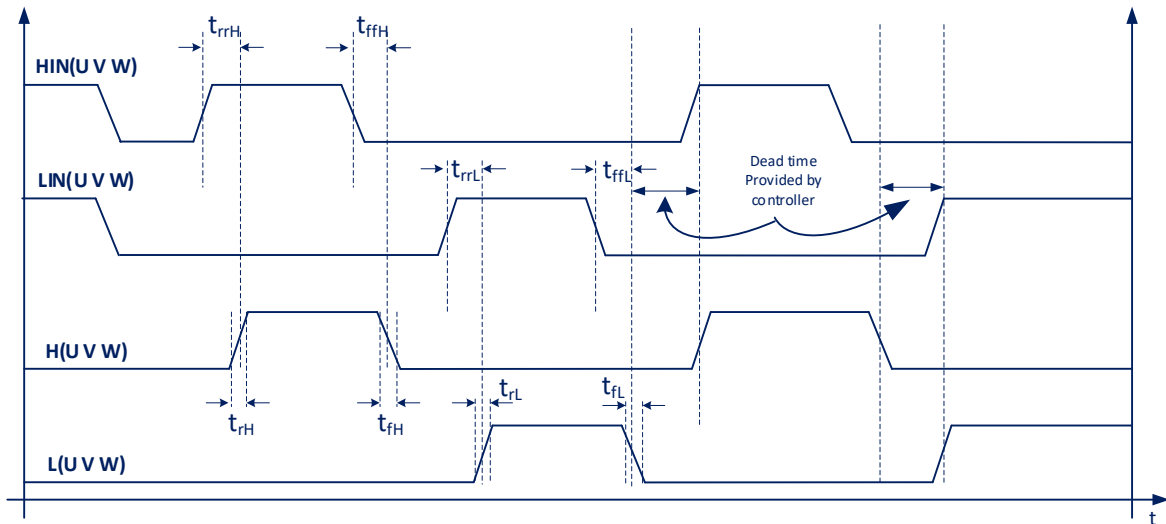 t_rrH
t_ffH
HIN(U V W)
t_rrL
t_ffL
Dead time
Provided by
controller
LIN(U V W)
H(U V W)
t_rH
t_fH
t_rL
t_fL
L(U V W)
t